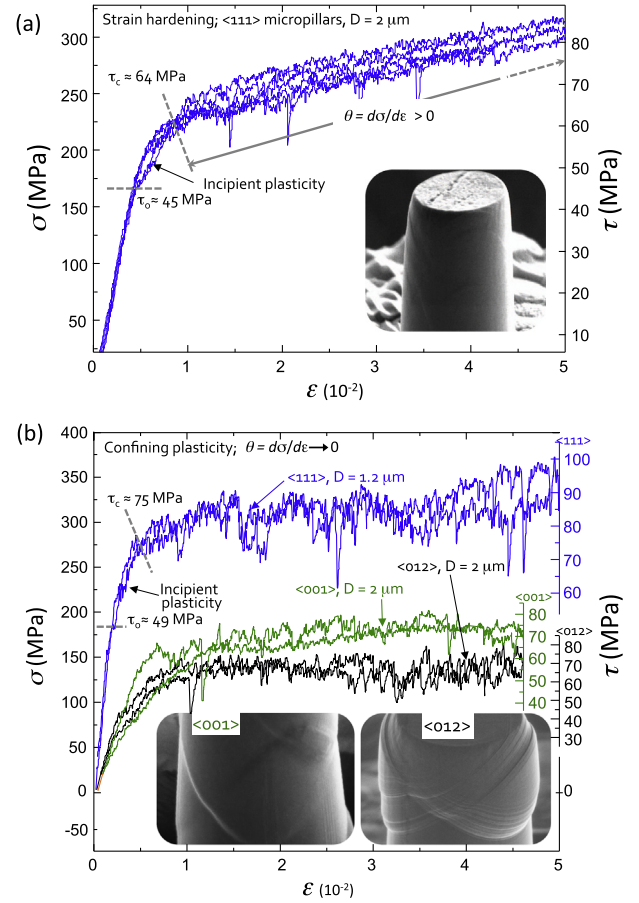 (a)
Strain hardening; <111> micropillars, D = 2 μm
300
250
200
150
100
50
σ (MPa)
80
70
60
50
40
30
20
10
τ (MPa)
τc ≈ 64 MPa
θ = dσ/dε > 0
Incipient plasticity
τo ≈ 45 MPa
0 1 2 3 4 5
ε (10-2)
(b)
Confining plasticity; θ = dσ/dε → 0
400
350
300
250
200
150
100
50
0
-50
σ (MPa)
<111>
100
90
80
70
60
<001>
80
70
60
50
40
<012>
80
70
60
50
40
30
0
τ (MPa)
<111>, D = 1.2 μm
τc ≈ 75 MPa
<012>, D = 2 μm
Incipient
plasticity
<001>, D = 2 μm
τo ≈ 49 MPa
<001>
<012>
0 1 2 3 4 5
ε (10-2)